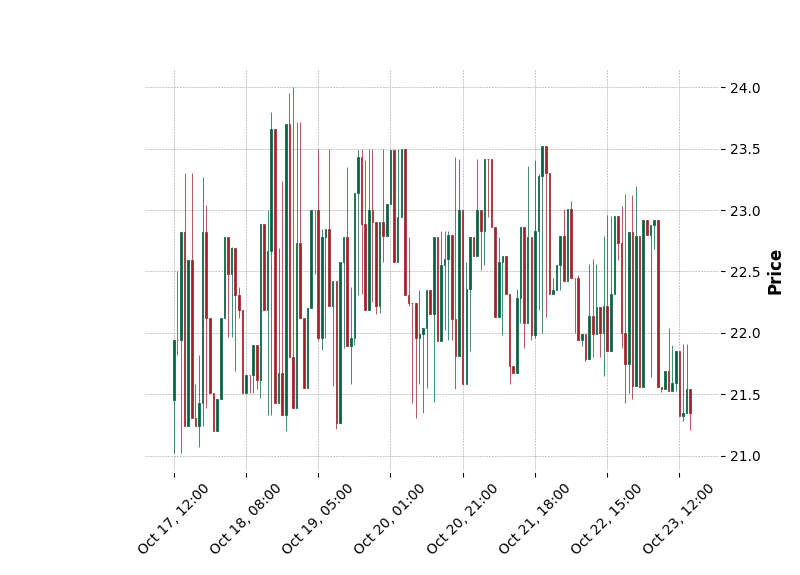 24.0
23.5
23.0
22.5
22.0
21.5
21.0
Price
Oct 17, 12:00
Oct 18, 08:00
Oct 19, 05:00
Oct 20, 01:00
Oct 20, 21:00
Oct 21, 18:00
Oct 22, 15:00
Oct 23, 12:00